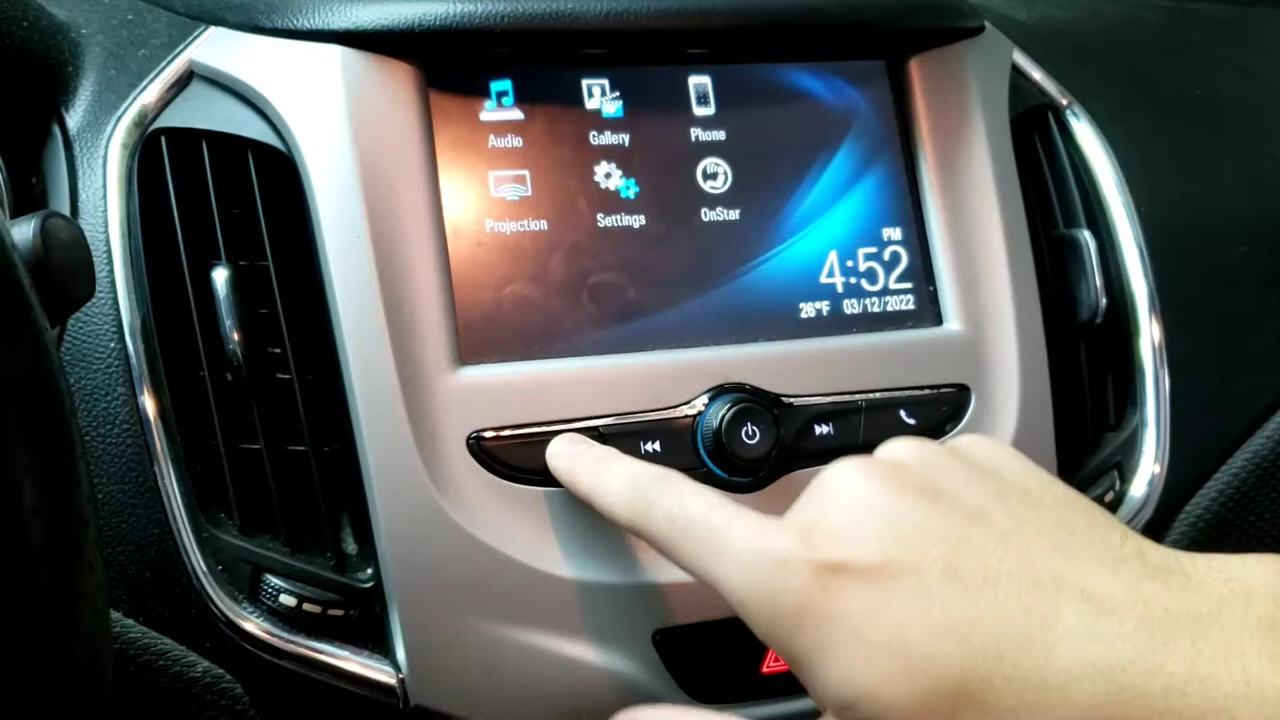 Audio Gallery Phone
Projection Settings OnStar
PM
4:52
26°F 03/12/2022